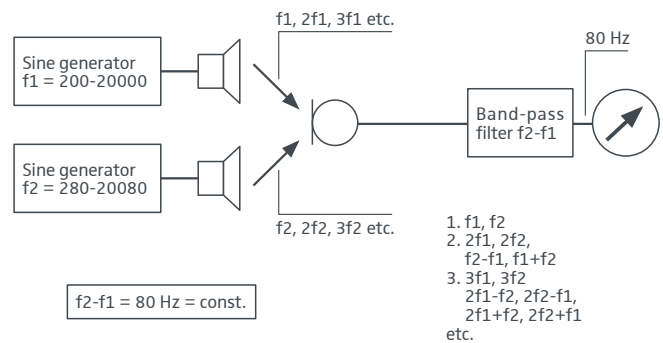 f1, 2f1, 3f1 etc.
Sine generator
f1 = 200-20000
80 Hz
Band-pass
filter f2-f1
Sine generator
f2 = 280-20080
f2, 2f2, 3f2 etc.
1. f1, f2
2. 2f1, 2f2,
f2-f1, f1+f2
3. 3f1, 3f2
2f1-f2, 2f2-f1,
2f1+f2, 2f2+f1
etc.
f2-f1 = 80 Hz = const.